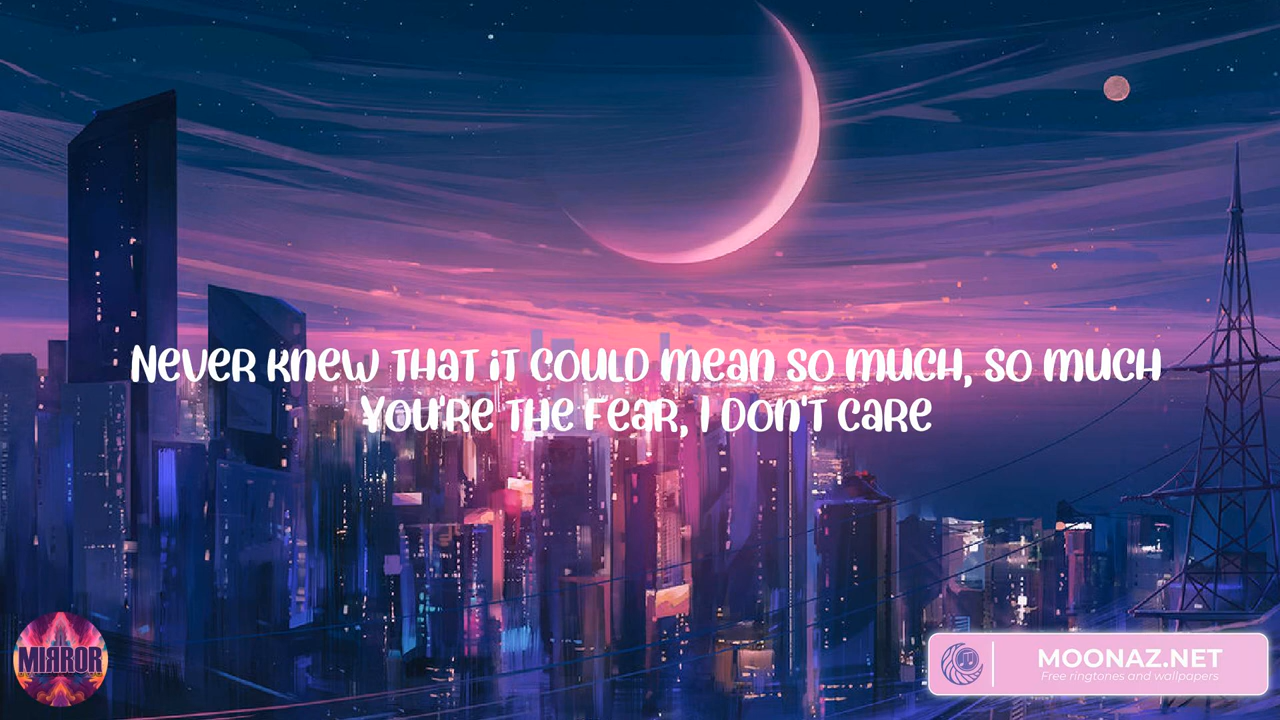 Never knew that it could mean so much, so much
You're the fear, I don't care
MIRROR
MOONAZ.NET
Free ringtones and wallpapers